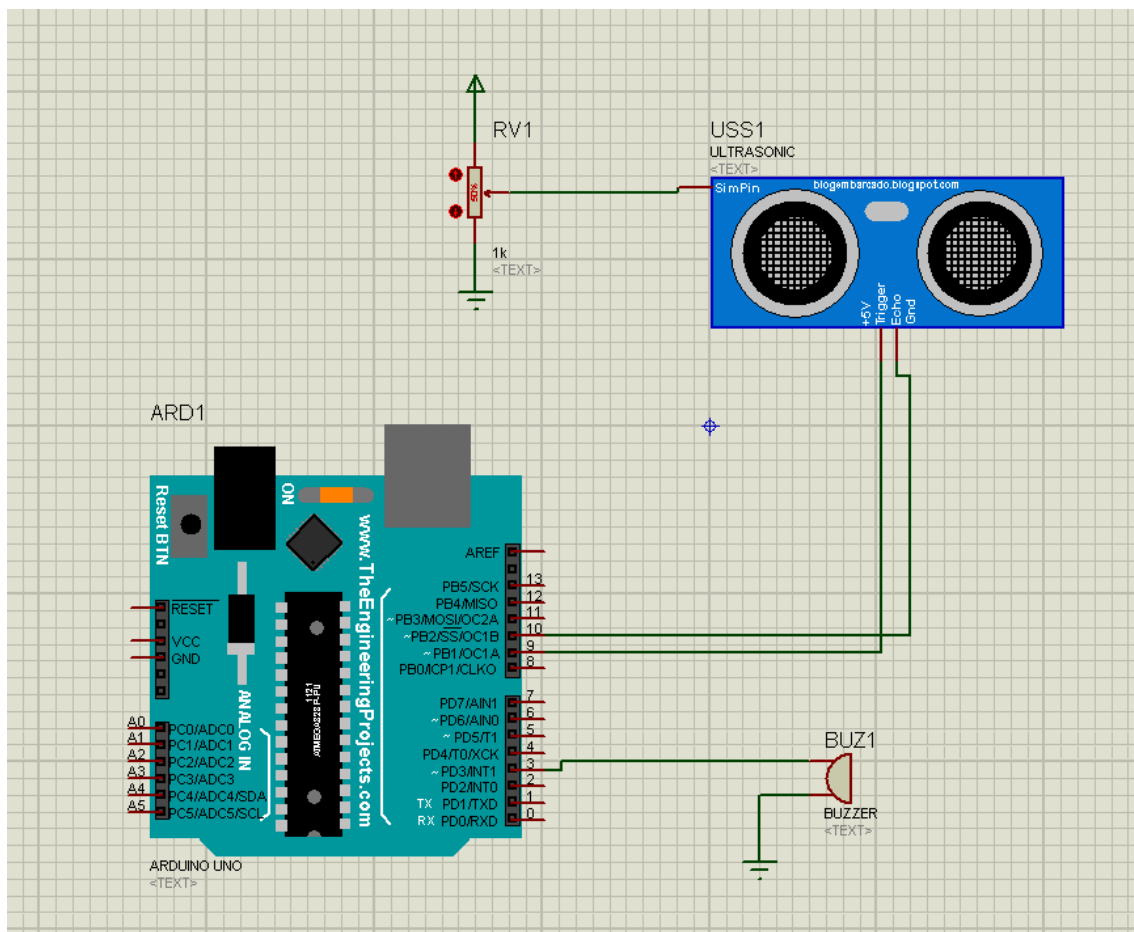 RV1
50%
1k
<TEXT>
USS1
ULTRASONIC
<TEXT>
SimPin
blogembarcado.blogspot.com
+5V
Trigger
Echo
Gnd
ARD1
Reset BTN
ON
www.TheEngineeringProjects.com
RESET
VCC
GND
ANALOG IN
1121
ATMEGA328P-PU
A0 PC0/ADC0
A1 PC1/ADC1
A2 PC2/ADC2
A3 PC3/ADC3
A4 PC4/ADC4/SDA
A5 PC5/ADC5/SCL
AREF
PB5/SCK 13
PB4/MISO 12
~PB3/MOSI/OC2A 11
~PB2/SS/OC1B 10
~PB1/OC1A 9
PB0/ICP1/CLKO 8
PD7/AIN1 7
~PD6/AIN0 6
~PD5/T1 5
PD4/T0/XCK 4
~PD3/INT1 3
PD2/INT0 2
TX PD1/TXD 1
RX PD0/RXD 0
ARDUINO UNO
<TEXT>
BUZ1
BUZZER
<TEXT>